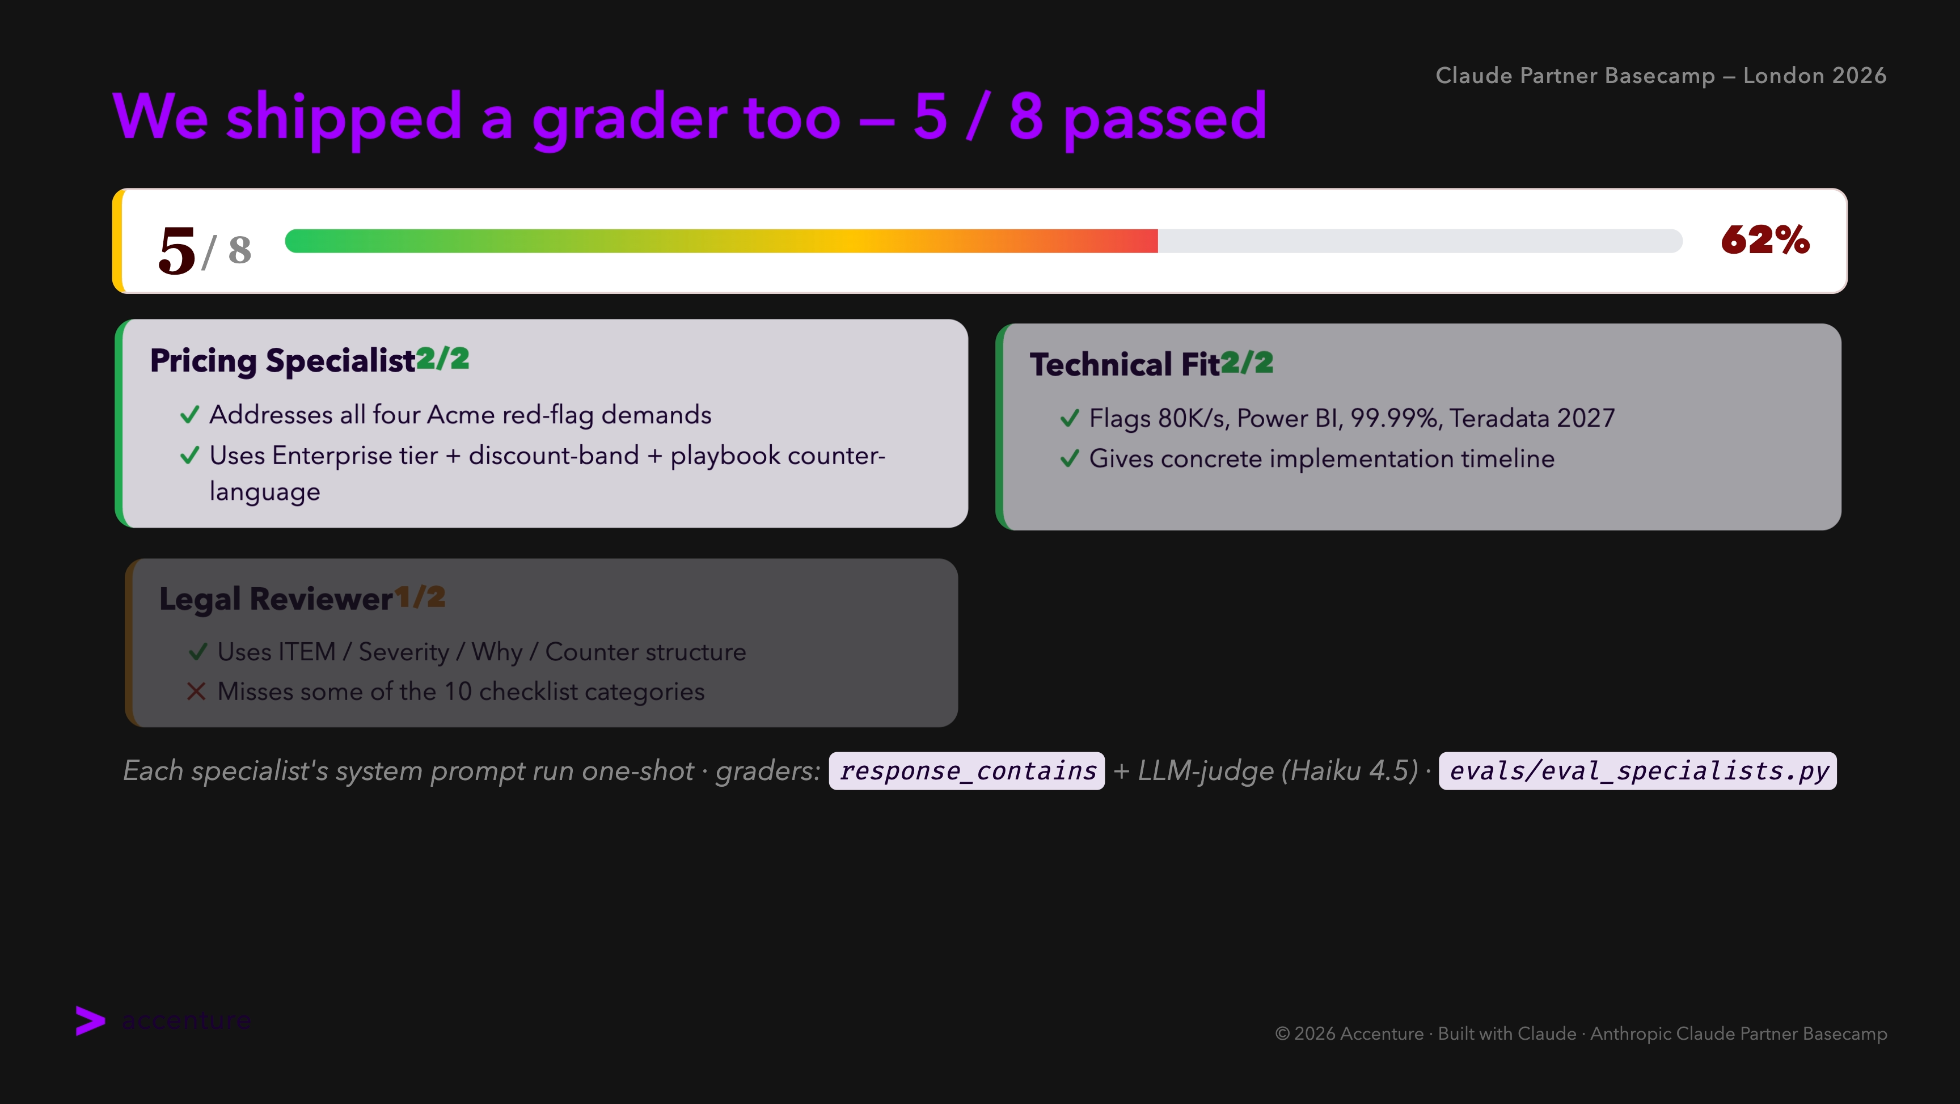 Claude Partner Basecamp — London 2026
We shipped a grader too — 5 / 8 passed
5 / 8
62%
Pricing Specialist2/2
✓ Addresses all four Acme red-flag demands
✓ Uses Enterprise tier + discount-band + playbook counter-
language
Technical Fit2/2
✓ Flags 80K/s, Power BI, 99.99%, Teradata 2027
✓ Gives concrete implementation timeline
Legal Reviewer1/2
✓ Uses ITEM / Severity / Why / Counter structure
✕ Misses some of the 10 checklist categories
Each specialist's system prompt run one-shot · graders: response_contains + LLM-judge (Haiku 4.5) · evals/eval_specialists.py
> accenture
© 2026 Accenture · Built with Claude · Anthropic Claude Partner Basecamp